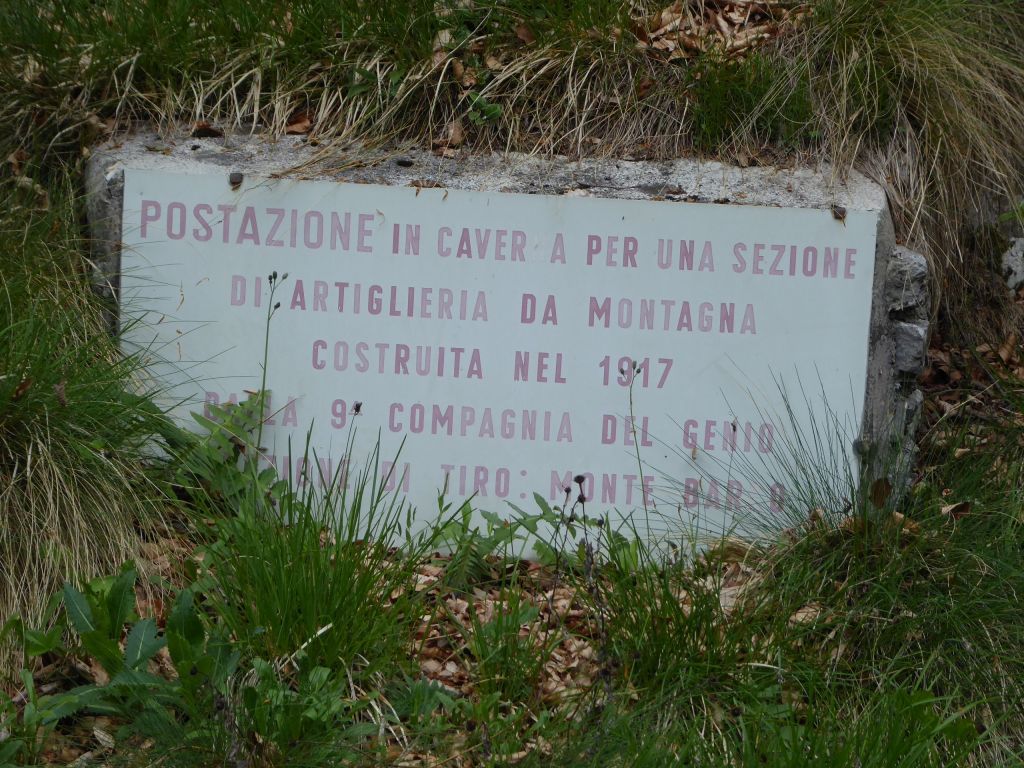 POSTAZIONE IN CAVER A PER UNA SEZIONE
DI ARTIGLIERIA DA MONTAGNA
COSTRUITA NEL 1917
DALLA 9ª COMPAGNIA DEL GENIO
DI TIRO: MONTE